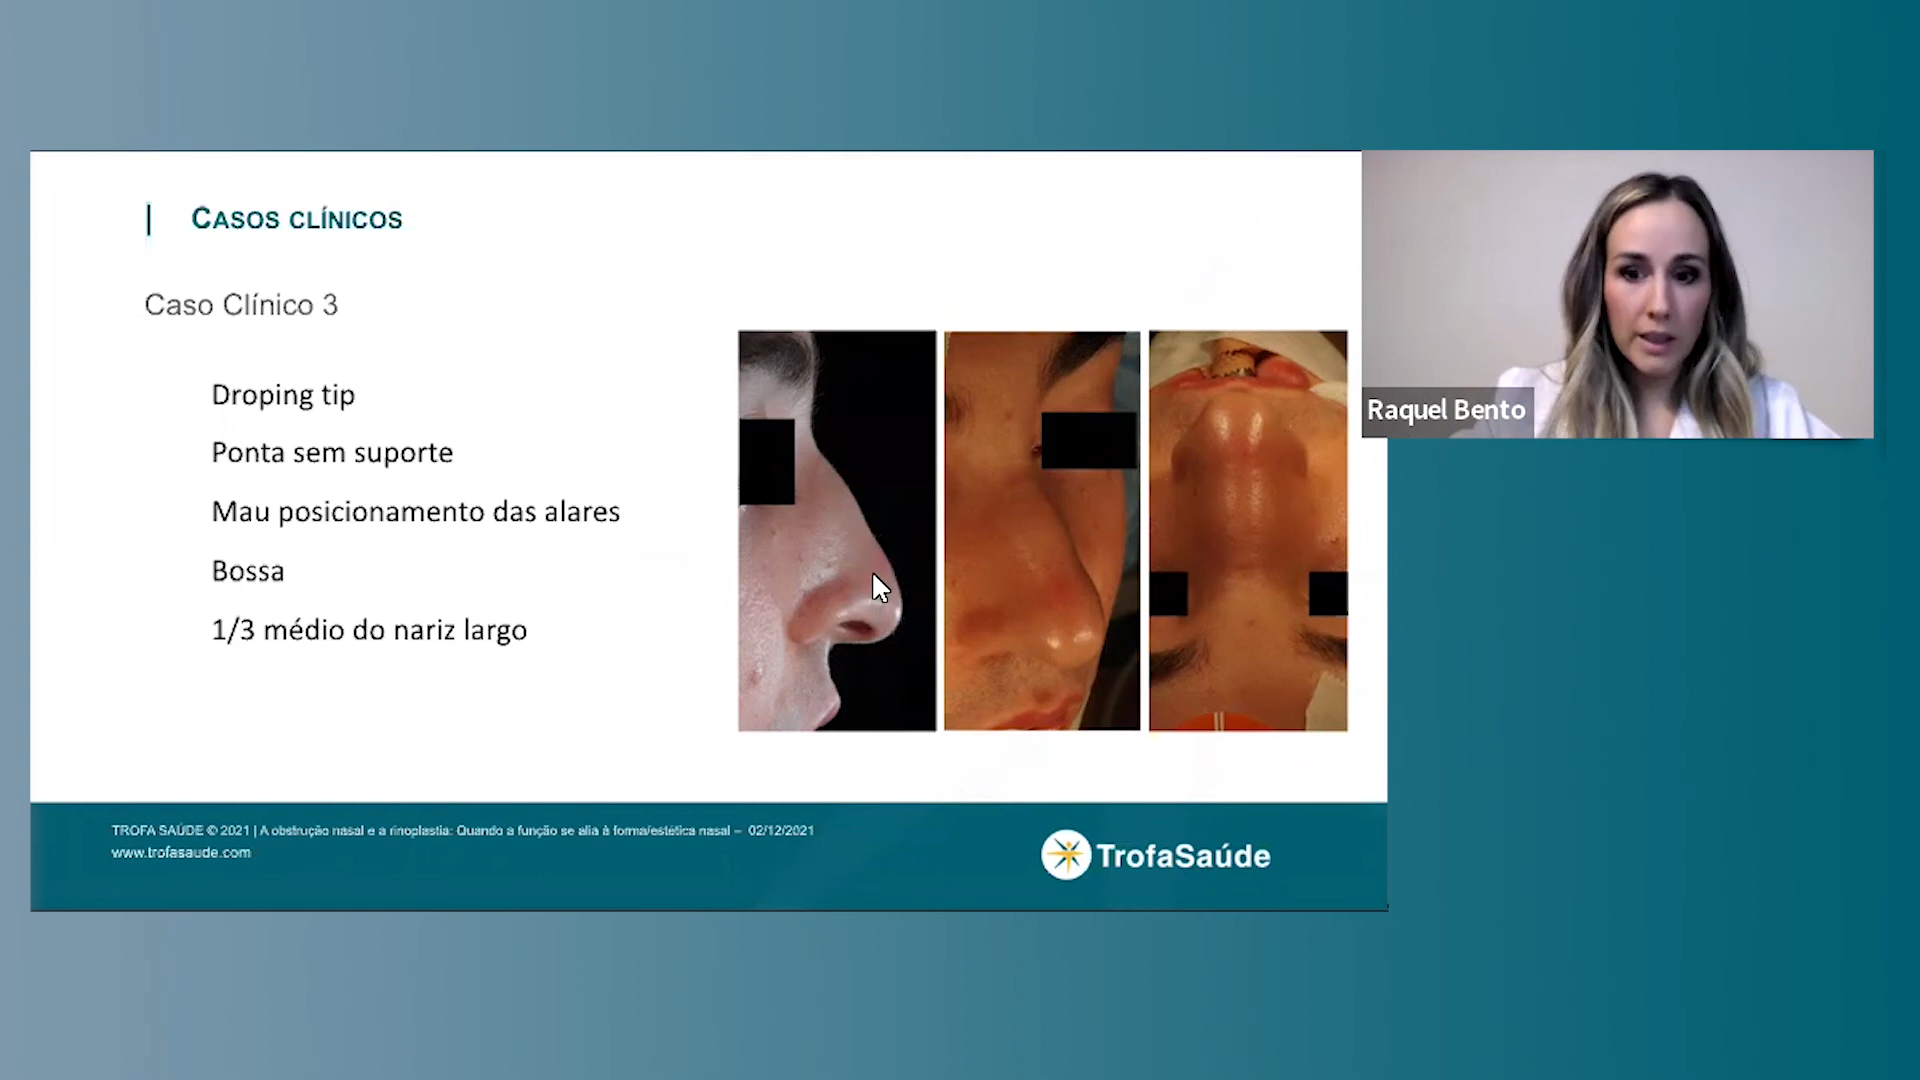 CASOS CLÍNICOS
Caso Clínico 3
Droping tip
Ponta sem suporte
Mau posicionamento das alares
Bossa
1/3 médio do nariz largo
Raquel Bento
TROFA SAÚDE © 2021 | A obstrução nasal e a rinoplastia: Quando a função se alia à forma/estética nasal – 02/12/2021
www.trofasaude.com
TrofaSaúde